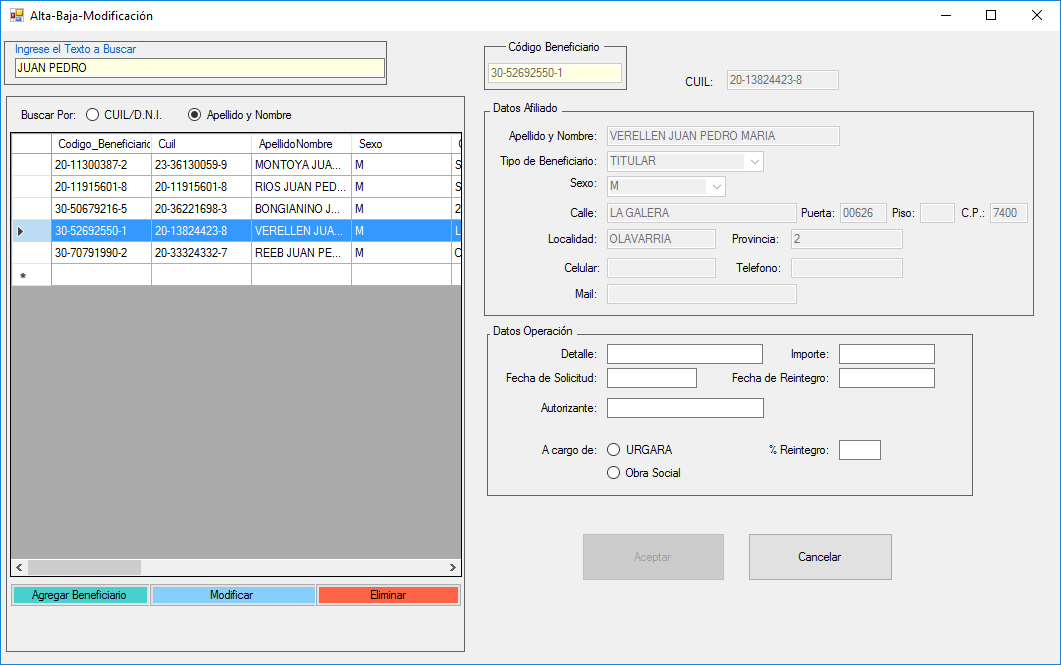 Alta-Baja-Modificación
Ingrese el Texto a Buscar
JUAN PEDRO
Buscar Por: CUIL/D.N.I. Apellido y Nombre
Codigo_Beneficiaric Cuil ApellidoNombre Sexo
20-11300387-2 23-36130059-9 MONTOYA JUA... M S
20-11915601-8 20-11915601-8 RIOS JUAN PED... M S
30-50679216-5 20-36221698-3 BONGIANINO J... M 2
30-52692550-1 20-13824423-8 VERELLEN JUA... M L
30-70791990-2 20-33324332-7 REEB JUAN PE... M
Agregar Beneficiario Modificar Eliminar
Código Beneficiario
30-52692550-1
CUIL: 20-13824423-8
Datos Afiliado
Apellido y Nombre: VERELLEN JUAN PEDRO MARIA
Tipo de Beneficiario: TITULAR
Sexo: M
Calle: LA GALERA Puerta: 00626 Piso: C.P.: 7400
Localidad: OLAVARRIA Provincia: 2
Celular: Telefono:
Mail:
Datos Operación
Detalle: Importe:
Fecha de Solicitud: Fecha de Reintegro:
Autorizante:
A cargo de: URGARA % Reintegro:
Obra Social
Aceptar Cancelar